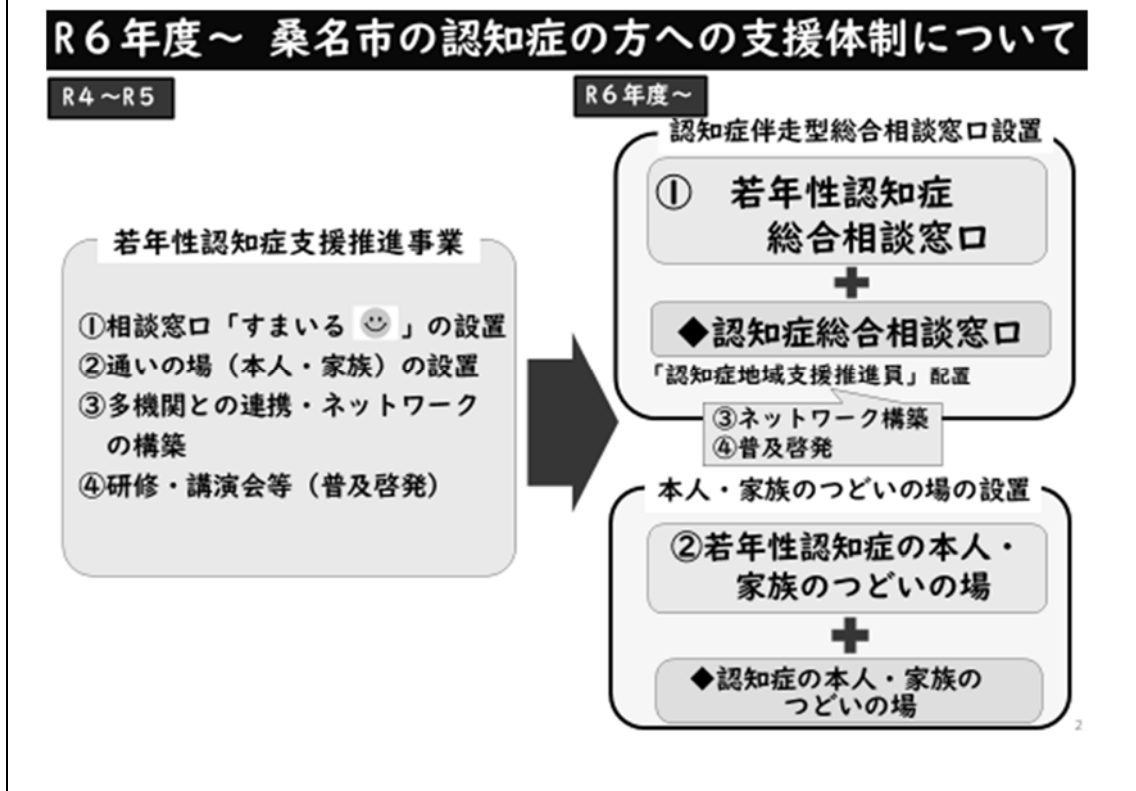 R6年度～ 桑名市の認知症の方への支援体制について
R4～R5
若年性認知症支援推進事業
①相談窓口「すまいる 」の設置
②通いの場（本人・家族）の設置
③多機関との連携・ネットワーク
の構築
④研修・講演会等（普及啓発）
R6年度～
認知症伴走型総合相談窓口設置
① 若年性認知症
総合相談窓口
◆認知症総合相談窓口
「認知症地域支援推進員」配置
③ネットワーク構築
④普及啓発
本人・家族のつどいの場の設置
②若年性認知症の本人・
家族のつどいの場
◆認知症の本人・家族の
つどいの場
2